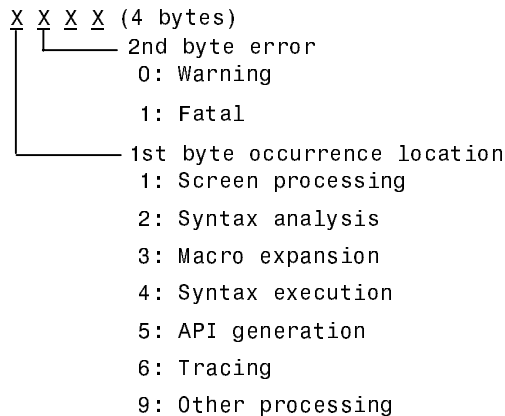 X X X X (4 bytes)
2nd byte error
0: Warning
1: Fatal
1st byte occurrence location
1: Screen processing
2: Syntax analysis
3: Macro expansion
4: Syntax execution
5: API generation
6: Tracing
9: Other processing